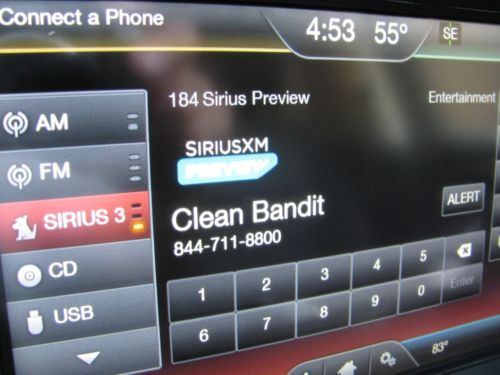 Connect a Phone
4:53 55° SE
184 Sirius Preview Entertainment
AM
FM
SIRIUS 3
CD
USB
SIRIUSXM
PREVIEW
Clean Bandit
844-711-8800
ALERT
1 2 3 4 5
6 7 8 9 0 Enter
83°